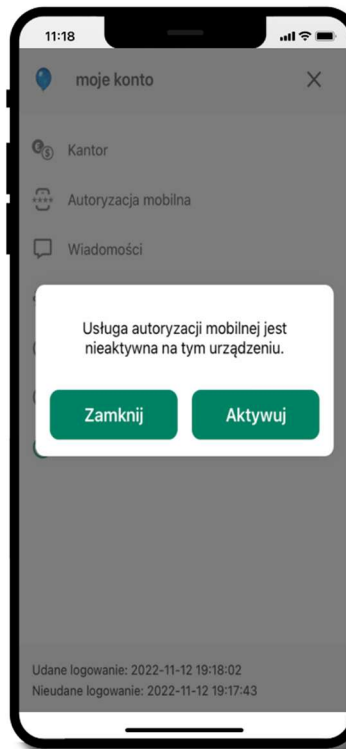 11:18
moje konto
Kantor
Autoryzacja mobilna
Wiadomości
Usługa autoryzacji mobilnej jest
nieaktywna na tym urządzeniu.
Zamknij
Aktywuj
Udane logowanie: 2022-11-12 19:18:02
Nieudane logowanie: 2022-11-12 19:17:43